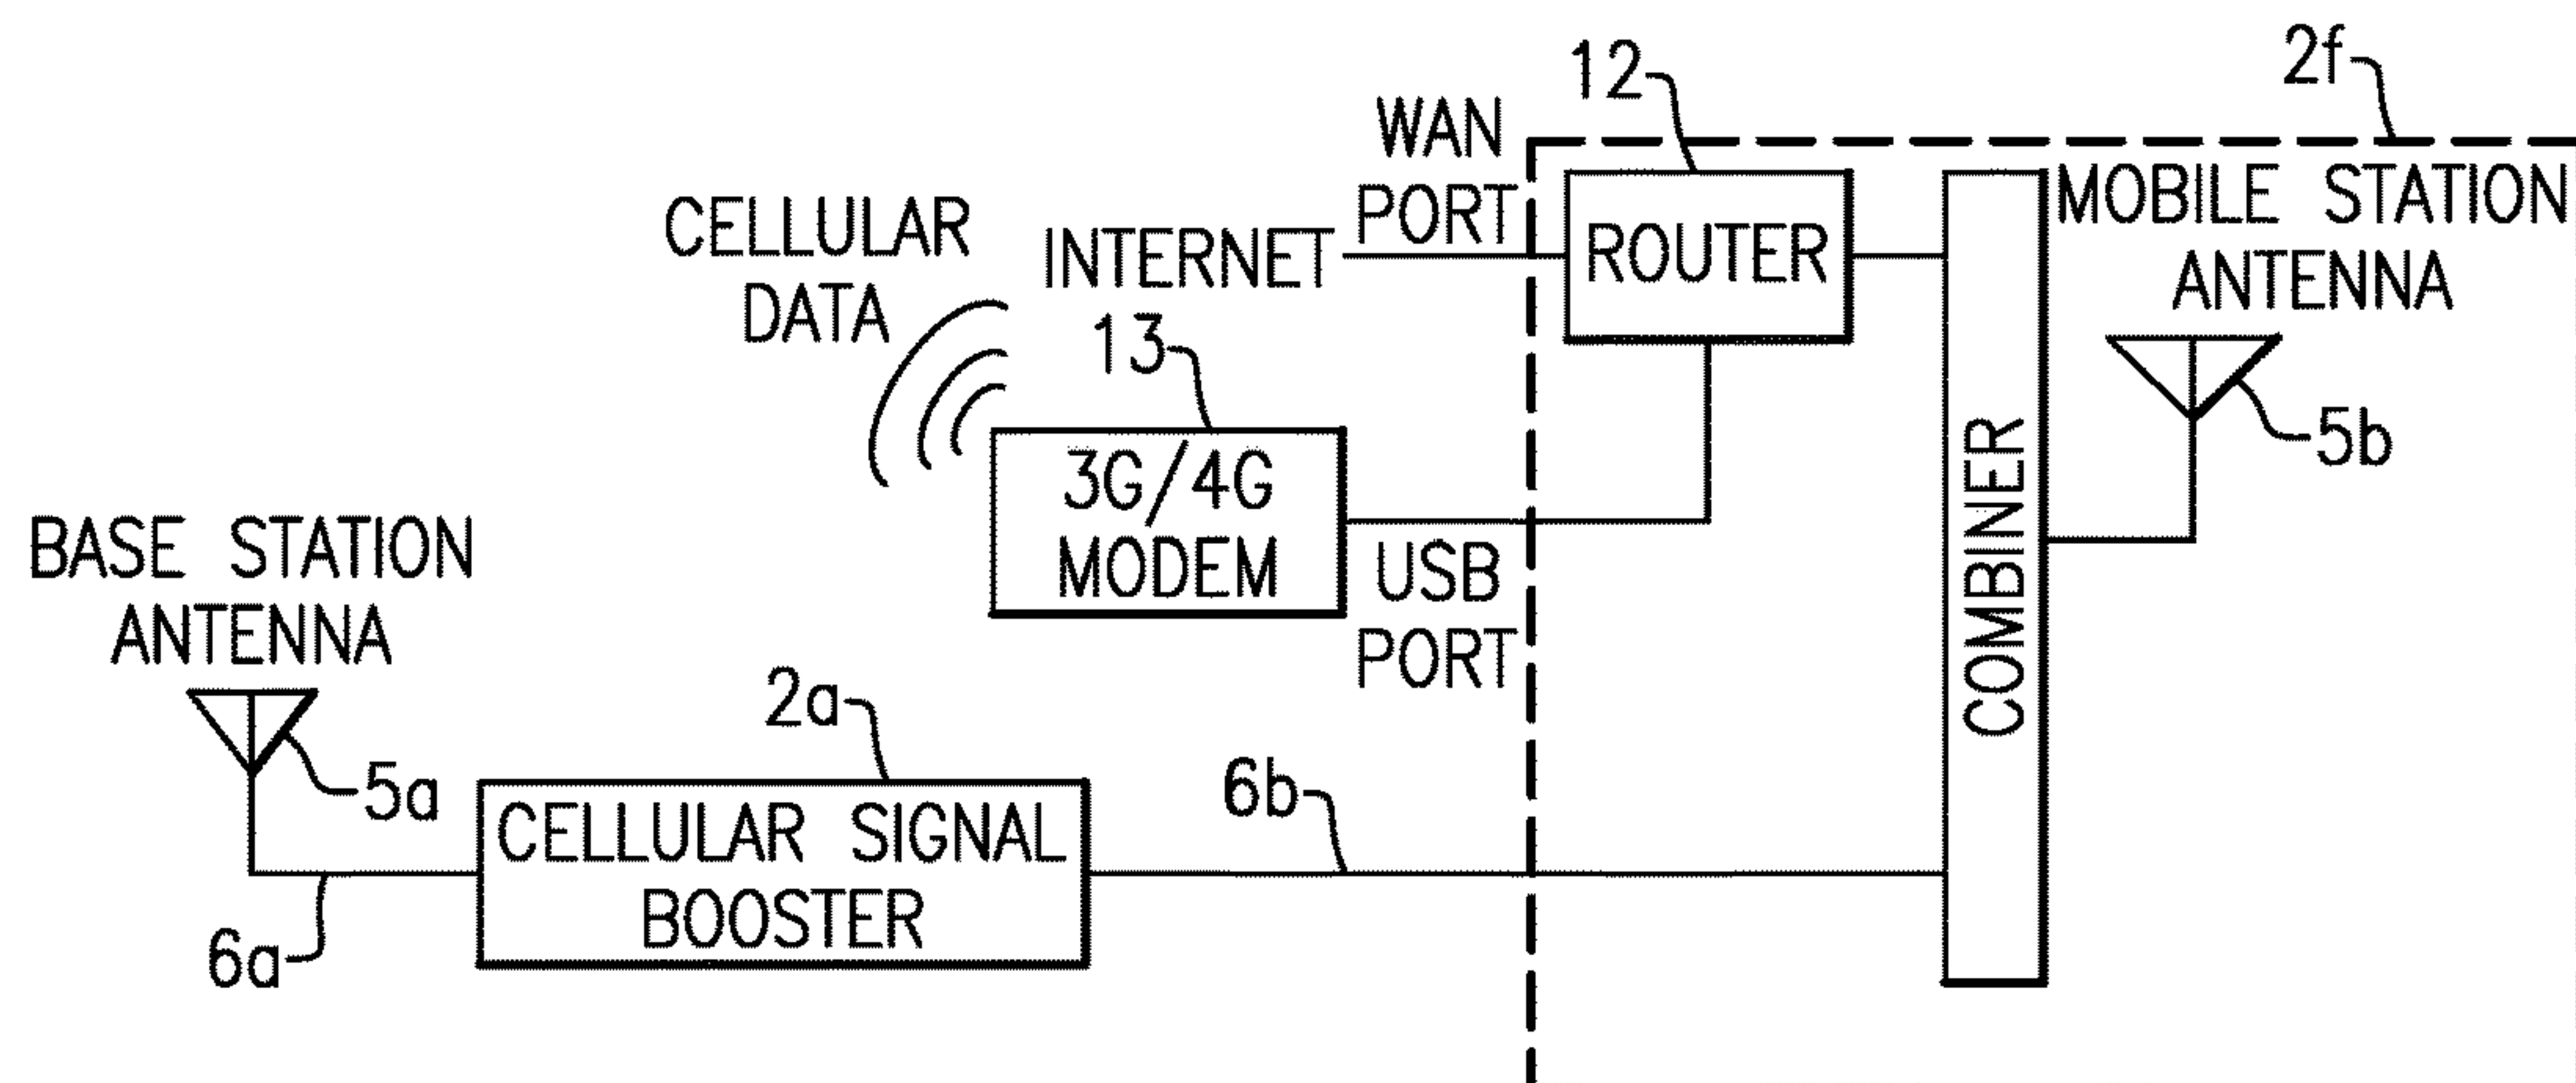 2f
12
WAN
PORT
MOBILE STATION
ANTENNA
CELLULAR
DATA
INTERNET
ROUTER
13
5b
3G/4G
MODEM
COMBINER
USB
PORT
BASE STATION
ANTENNA
2a
5a
6b
CELLULAR SIGNAL
BOOSTER
6a